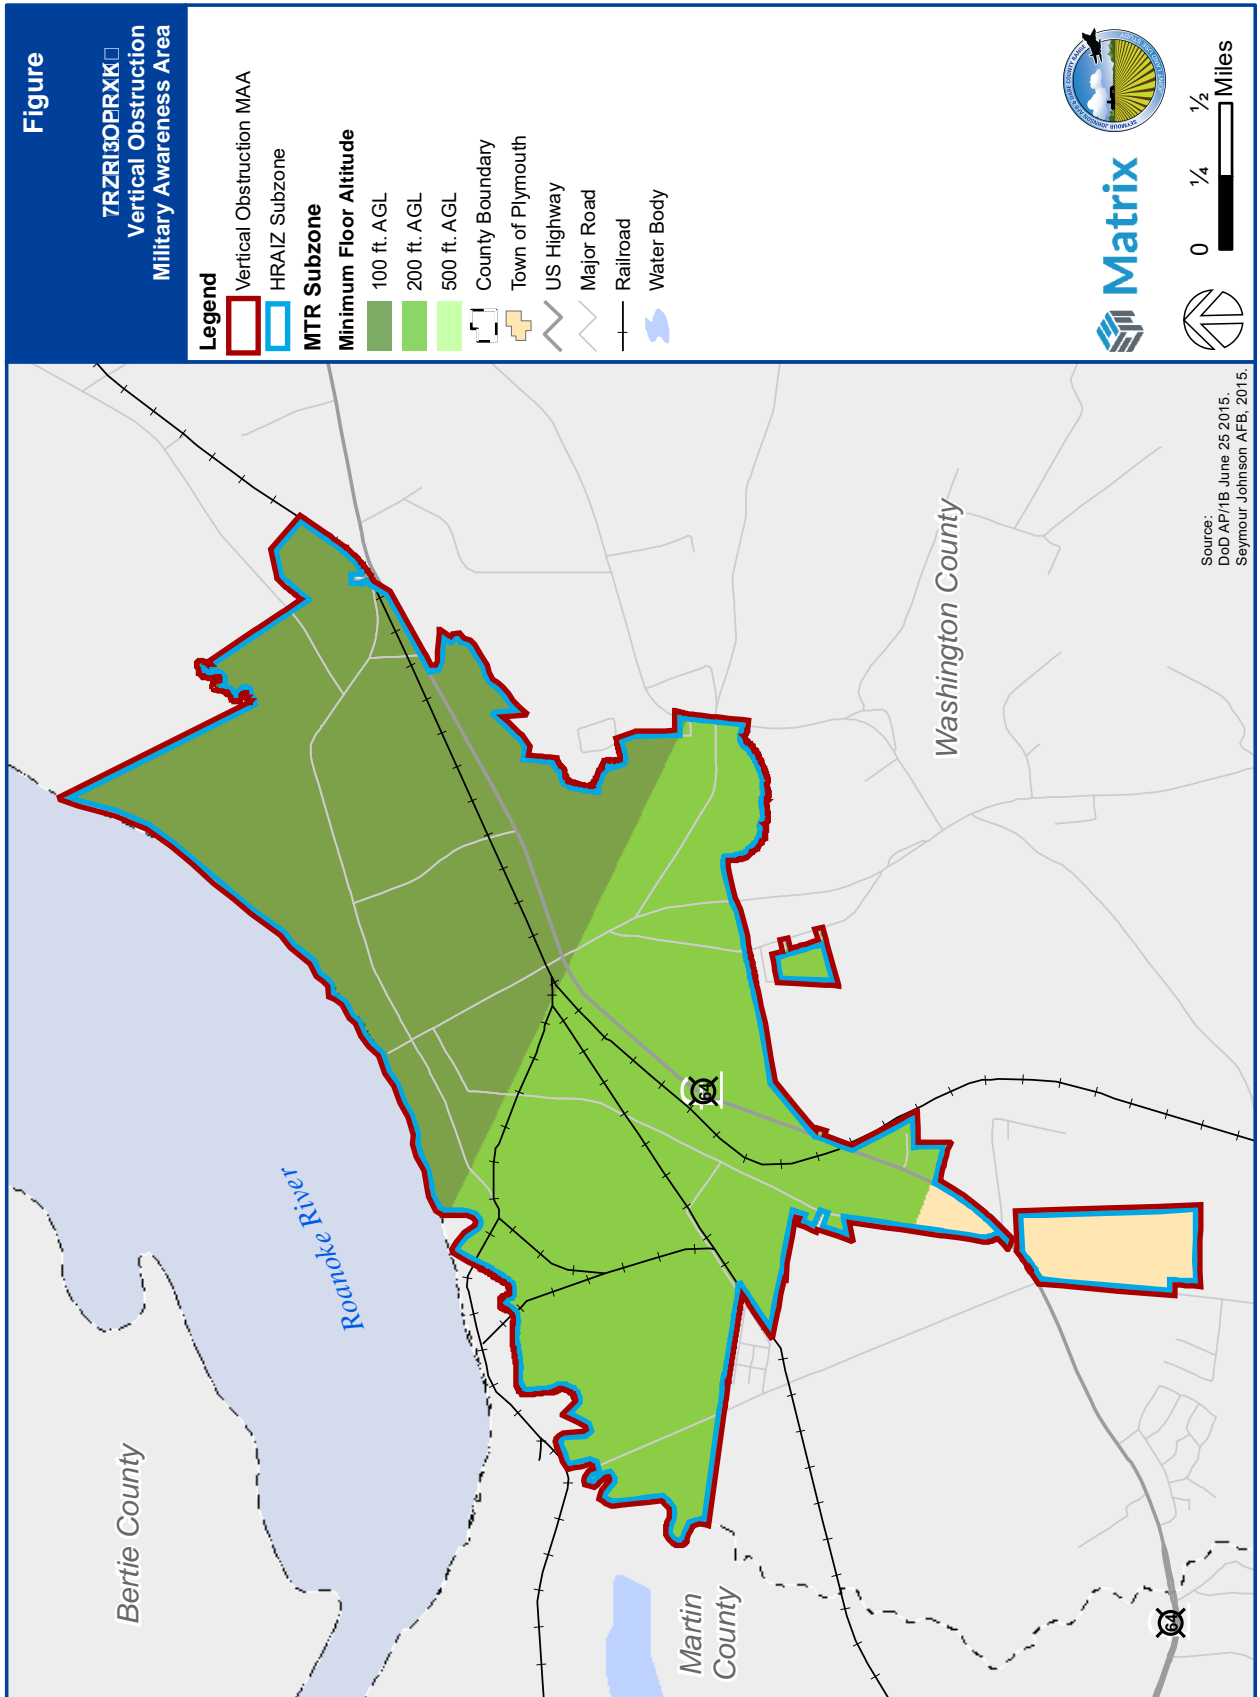 Figure
Vertical Obstruction
Military Awareness Area
Legend
Vertical Obstruction MAA
HRAIZ Subzone
MTR Subzone
Minimum Floor Altitude
100 ft. AGL
200 ft. AGL
500 ft. AGL
County Boundary
Town of Plymouth
US Highway
Major Road
Railroad
Water Body
Matrix
0 ¼ ½
Miles
Bertie County
Roanoke River
Martin
County
Washington County
64
64
Source:
DoD AP/1B June 25 2015.
Seymour Johnson AFB, 2015.